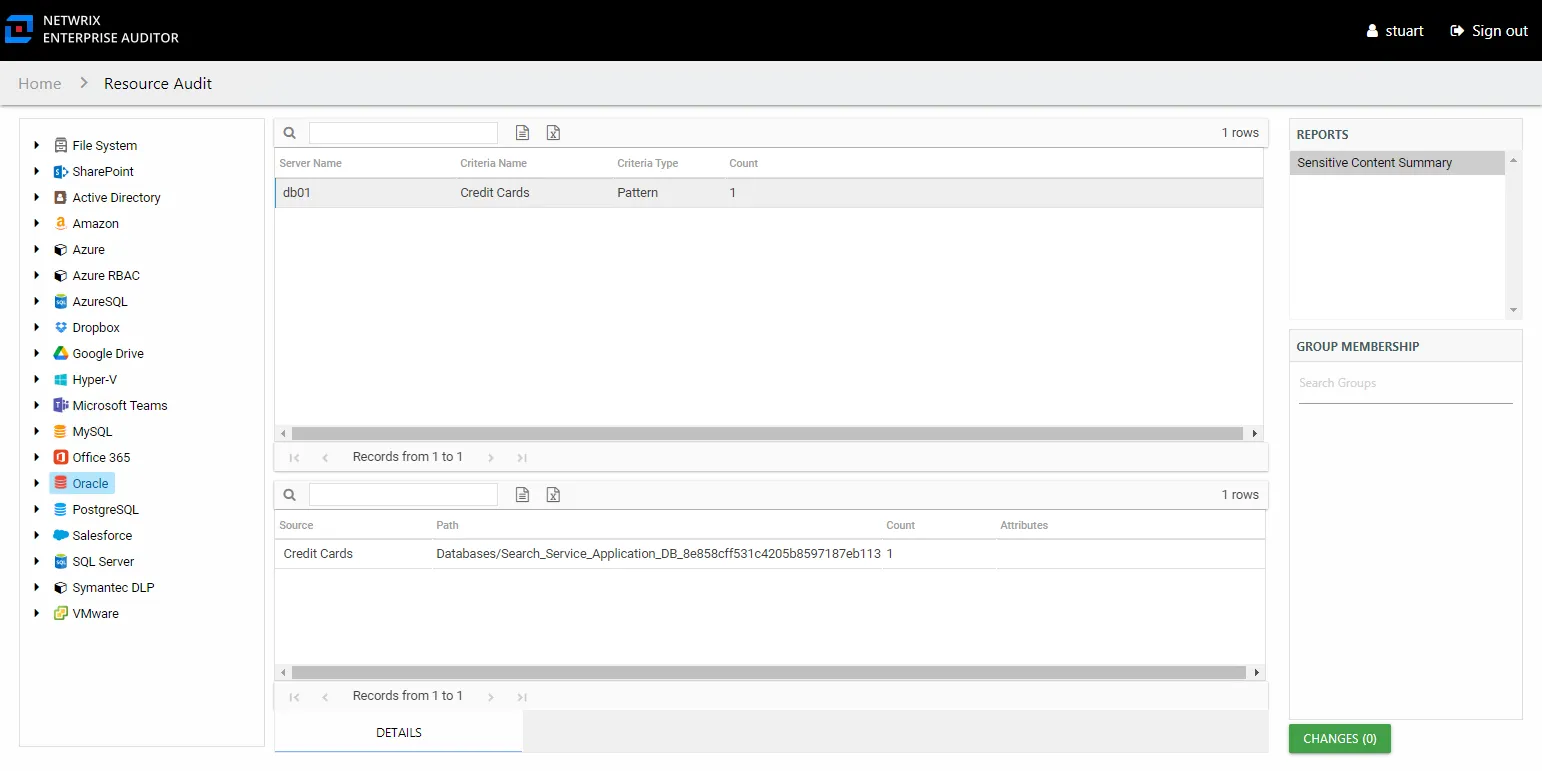 NETWRIX
ENTERPRISE AUDITOR
stuart
Sign out
Home
Resource Audit
File System
SharePoint
Active Directory
Amazon
Azure
Azure RBAC
AzureSQL
Dropbox
Google Drive
Hyper-V
Microsoft Teams
MySQL
Office 365
Oracle
PostgreSQL
Salesforce
SQL Server
Symantec DLP
VMware
1 rows
Server Name Criteria Name Criteria Type Count
db01 Credit Cards Pattern 1
Records from 1 to 1
1 rows
Source Path Count Attributes
Credit Cards Databases/Search_Service_Application_DB_8e858cff531c4205b8597187eb113 1
Records from 1 to 1
DETAILS
REPORTS
Sensitive Content Summary
GROUP MEMBERSHIP
Search Groups
CHANGES (0)